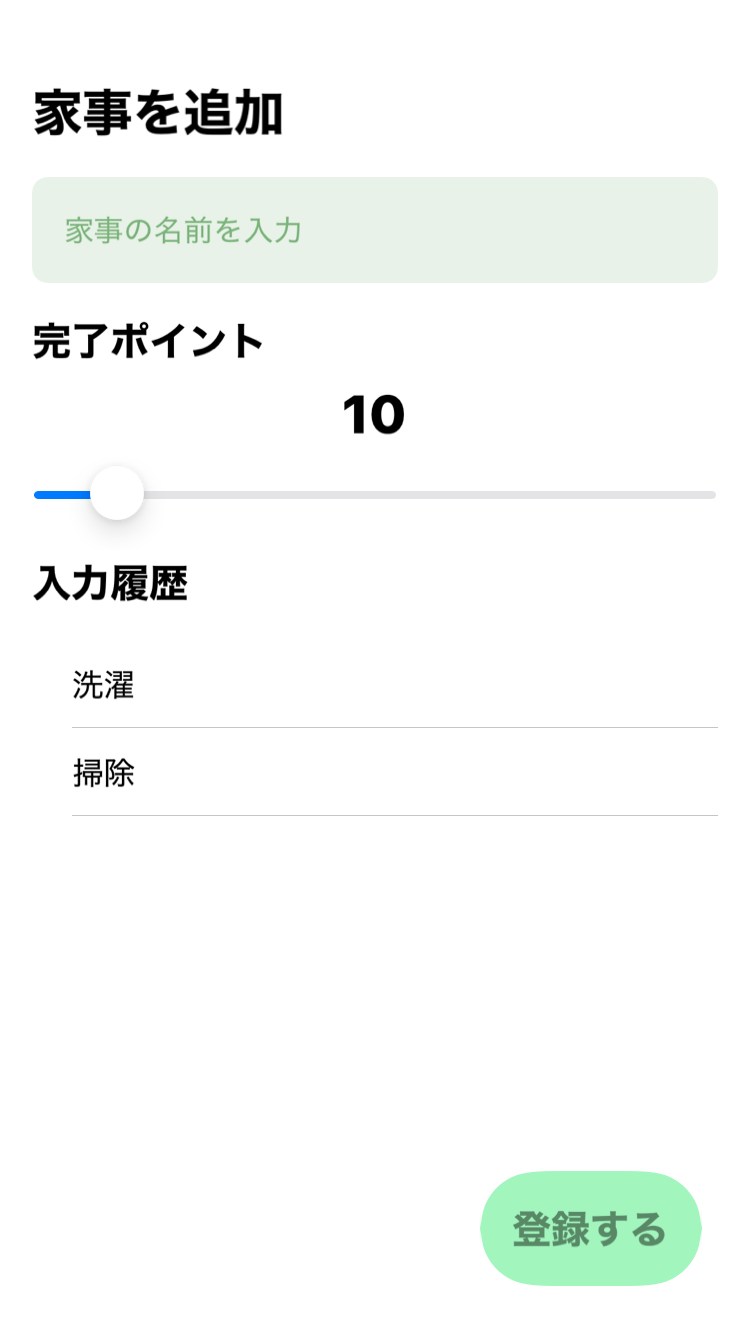 家事を追加
家事の名前を入力
完了ポイント
10
入力履歴
洗濯
掃除
登録する